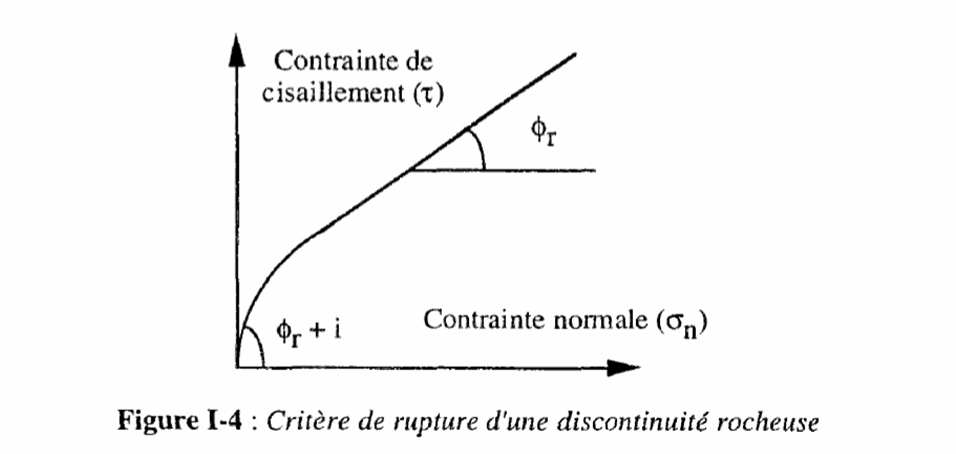 Contrainte de
cisaillement (τ)
ϕr
ϕr + i
Contrainte normale (σn)
Figure I-4 : Critère de rupture d'une discontinuité rocheuse